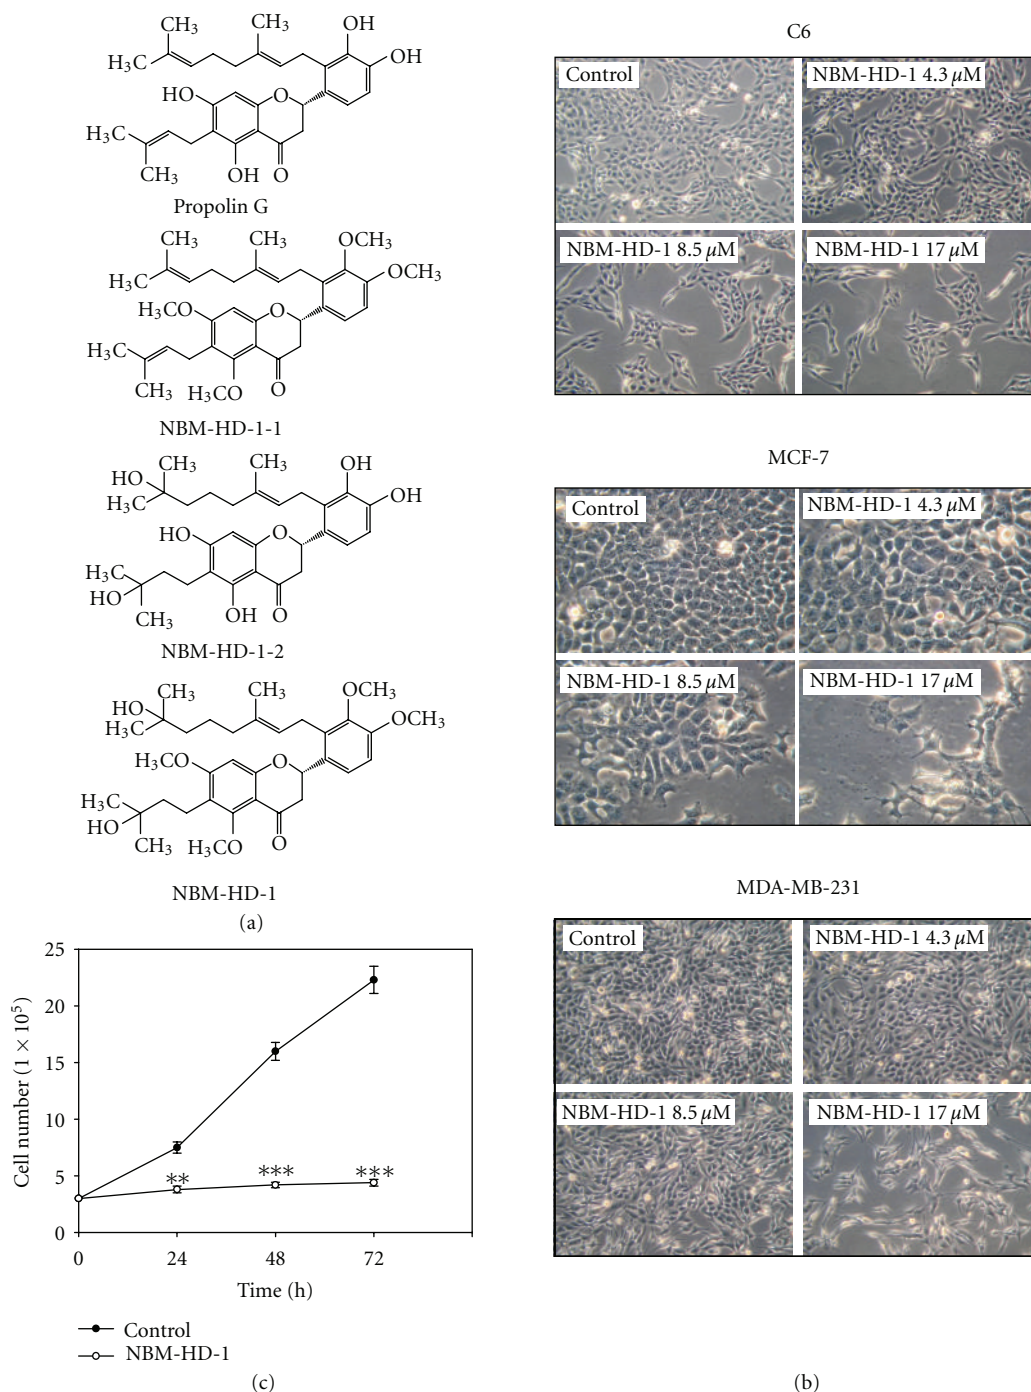 CH₃
CH₃
OH
H₃C
OH
H₃C
HO
O
H₃C
CH₃
OH
O
Propolin G
CH₃
CH₃
OCH₃
H₃C
OCH₃
H₃CO
O
H₃C
CH₃
O
H₃CO
NBM-HD-1-1
CH₃
CH₃
OH
HO
H₃C
OH
HO
O
H₃C
HO
CH₃
OH
O
NBM-HD-1-2
CH₃
CH₃
OCH₃
HO
H₃C
OCH₃
H₃CO
O
H₃C
HO
CH₃
H₃CO
O
NBM-HD-1
(a)
25
20
15
10
5
0
Cell number (1 × 10⁵)
**
***
***
0 24 48 72
Time (h)
Control
NBM-HD-1
(c)
C6
Control
NBM-HD-1 4.3 μM
NBM-HD-1 8.5 μM
NBM-HD-1 17 μM
MCF-7
Control
NBM-HD-1 4.3 μM
NBM-HD-1 8.5 μM
NBM-HD-1 17 μM
MDA-MB-231
Control
NBM-HD-1 4.3 μM
NBM-HD-1 8.5 μM
NBM-HD-1 17 μM
(b)